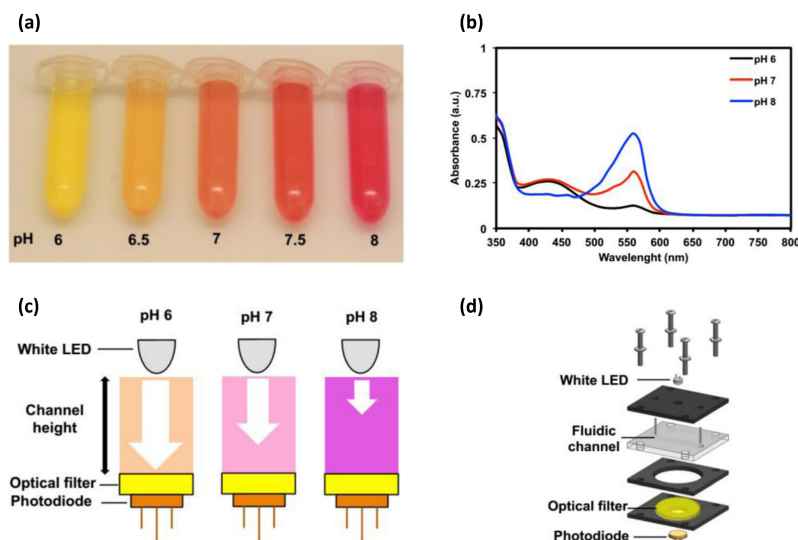 (a)
pH 6 6.5 7 7.5 8
(b)
Absorbance (a.u.)
1
0.75
0.5
0.25
0
350 400 450 500 550 600 650 700 750 800
Wavelenght (nm)
pH 6
pH 7
pH 8
(c)
pH 6 pH 7 pH 8
White LED
Channel
height
Optical filter
Photodiode
(d)
White LED
Fluidic
channel
Optical filter
Photodiode